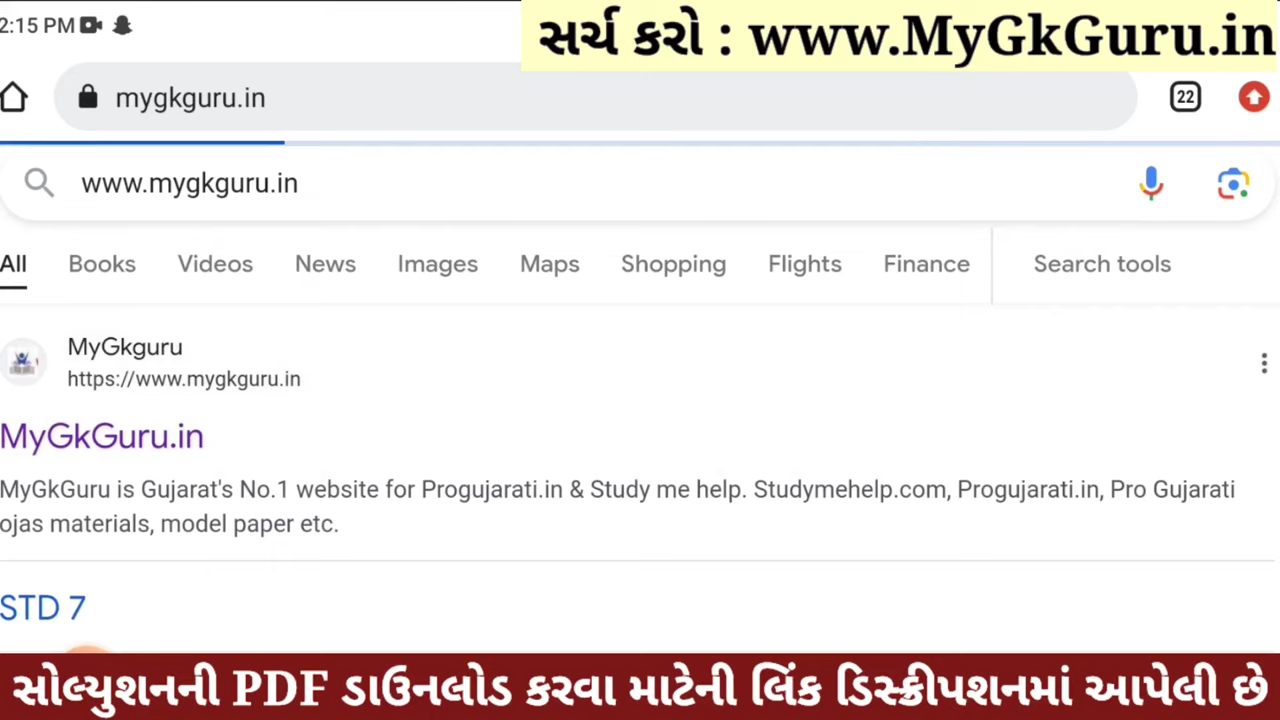 2:15 PM
સર્ચ કરો : www.MyGkGuru.in
mygkguru.in
22
www.mygkguru.in
All Books Videos News Images Maps Shopping Flights Finance Search tools
MyGkguru
https://www.mygkguru.in
MyGkGuru.in
MyGkGuru is Gujarat's No.1 website for Progujarati.in & Study me help. Studymehelp.com, Progujarati.in, Pro Gujarati
ojas materials, model paper etc.
STD 7
સોલ્યુશનની PDF ડાઉનલોડ કરવા માટેની લિંક ડિસ્ક્રીપશનમાં આપેલી છે